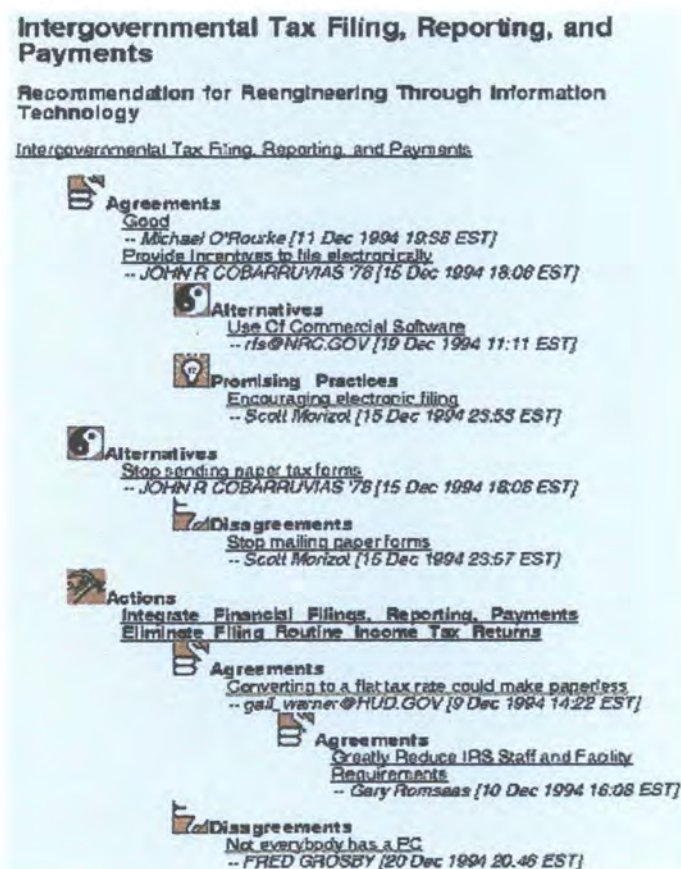 Intergovernmental Tax Filing, Reporting, and
Payments
Recommendation for Reengineering Through Information
Technology
Intergovernmental Tax Filing, Reporting, and Payments
Agreements
Good
-- Michael O'Rourke [11 Dec 1994 19:58 EST]
Provide Incentives to file electronically
-- JOHN R COBARRUVIAS '78 [15 Dec 1994 18:06 EST]
Alternatives
Use Of Commercial Software
-- rfs@NRC.GOV [19 Dec 1994 11:11 EST]
Promising Practices
Encouraging electronic filing
-- Scott Morizot [15 Dec 1994 23:53 EST]
Alternatives
Stop sending paper tax forms
-- JOHN R COBARRUVIAS '78 [15 Dec 1994 18:08 EST]
Disagreements
Stop mailing paper forms
-- Scott Morizot [15 Dec 1994 23:57 EST]
Actions
Integrate Financial Filings, Reporting, Payments
Eliminate Filing Routine Income Tax Returns
Agreements
Converting to a flat tax rate could make paperless
-- gail_warner@HUD.GOV [9 Dec 1994 14:22 EST]
Agreements
Greatly Reduce IRS Staff and Facility
Requirements
-- Gary Romsaas [10 Dec 1994 16:08 EST]
Disagreements
Not everybody has a PC
-- FRED GROSBY [20 Dec 1994 20.46 EST]